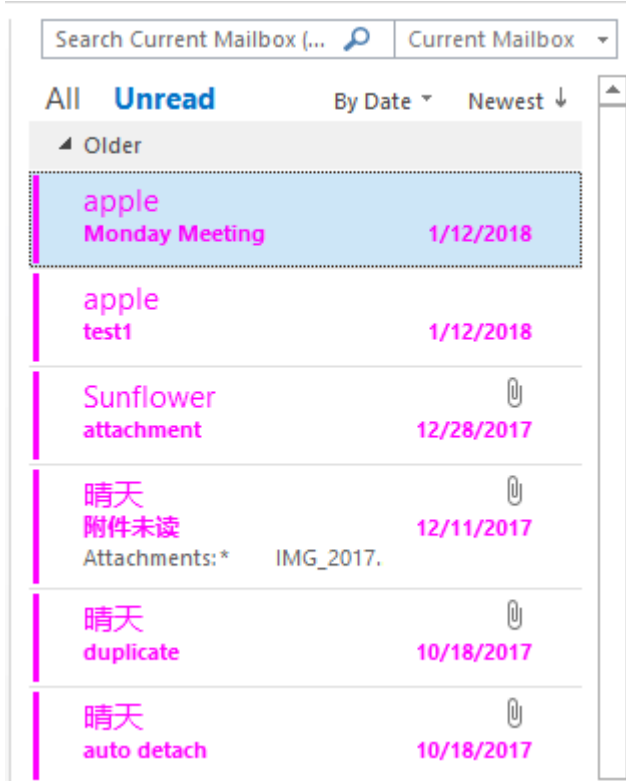 Search Current Mailbox (... Current Mailbox
All Unread By Date Newest ↓
Older
apple
Monday Meeting 1/12/2018
apple
test1 1/12/2018
Sunflower
attachment 12/28/2017
晴天
附件未读 12/11/2017
Attachments:* IMG_2017.
晴天
duplicate 10/18/2017
晴天
auto detach 10/18/2017